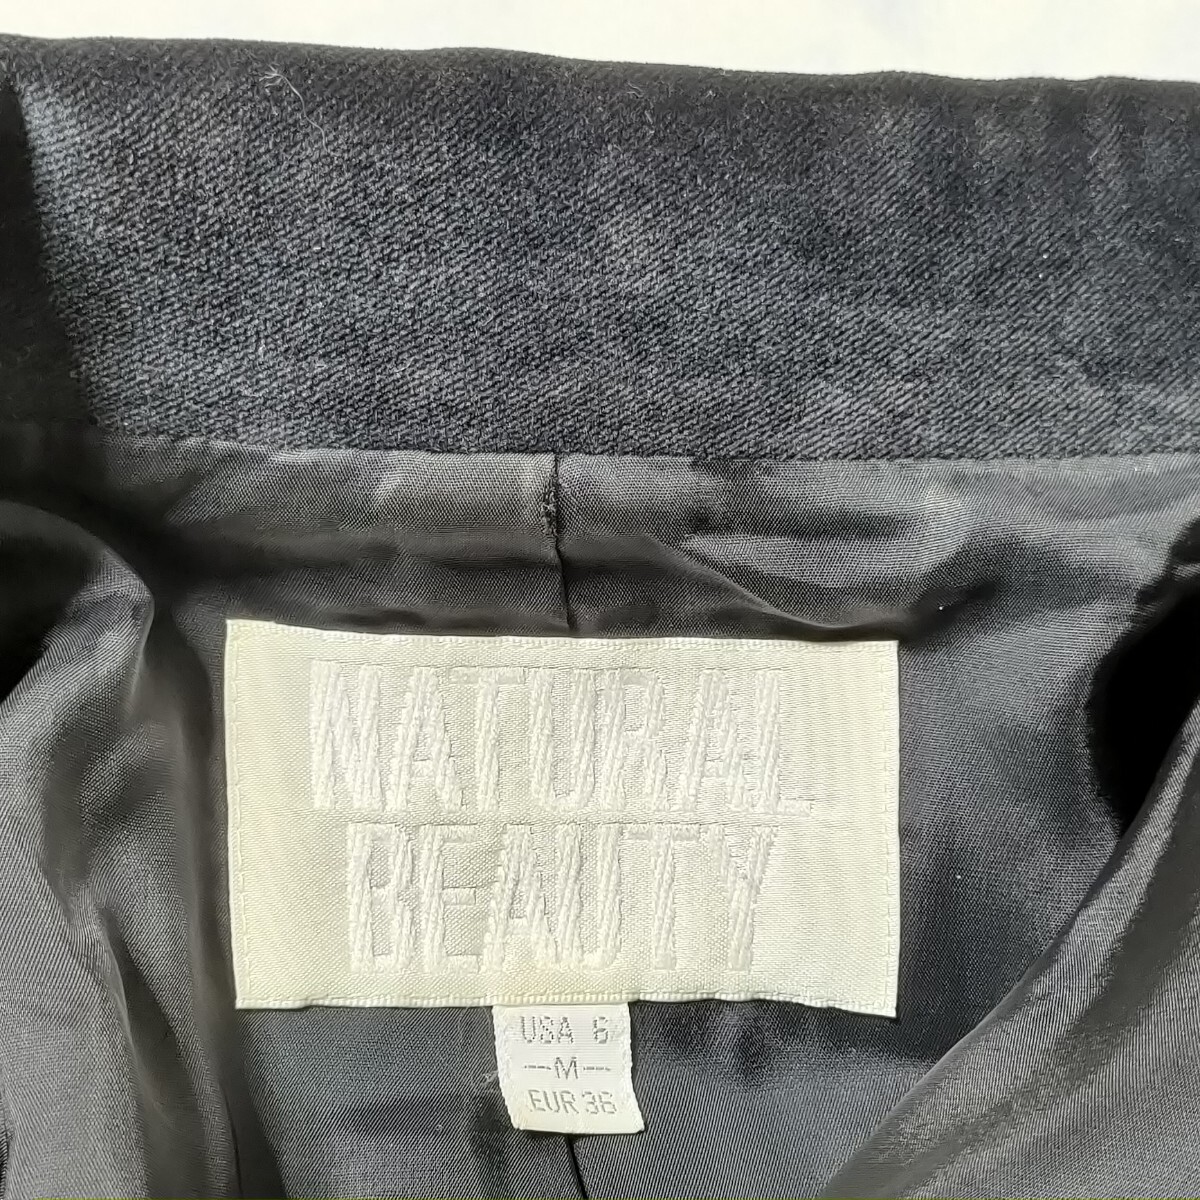 NATURAL
BEAUTY
USA 6
—M—
EUR 36